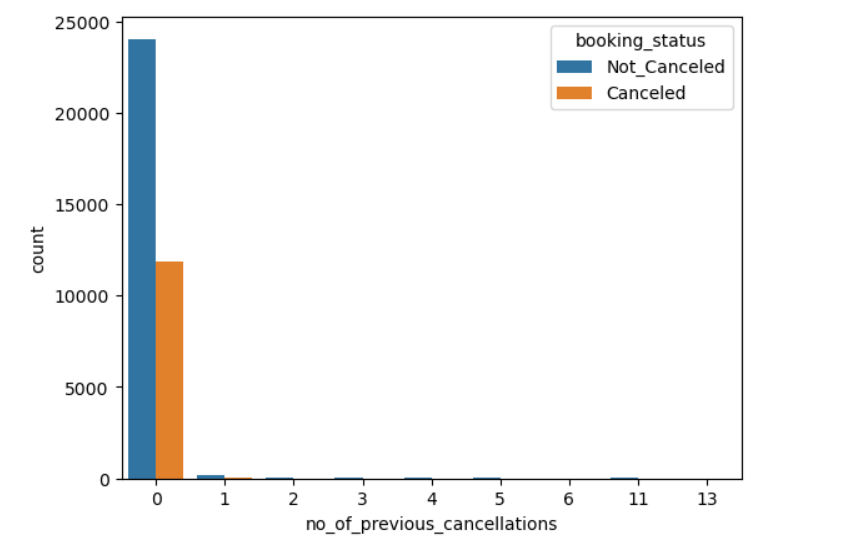 booking_status
Not_Canceled
Canceled
25000
20000
15000
10000
5000
0
count
0 1 2 3 4 5 6 11 13
no_of_previous_cancellations